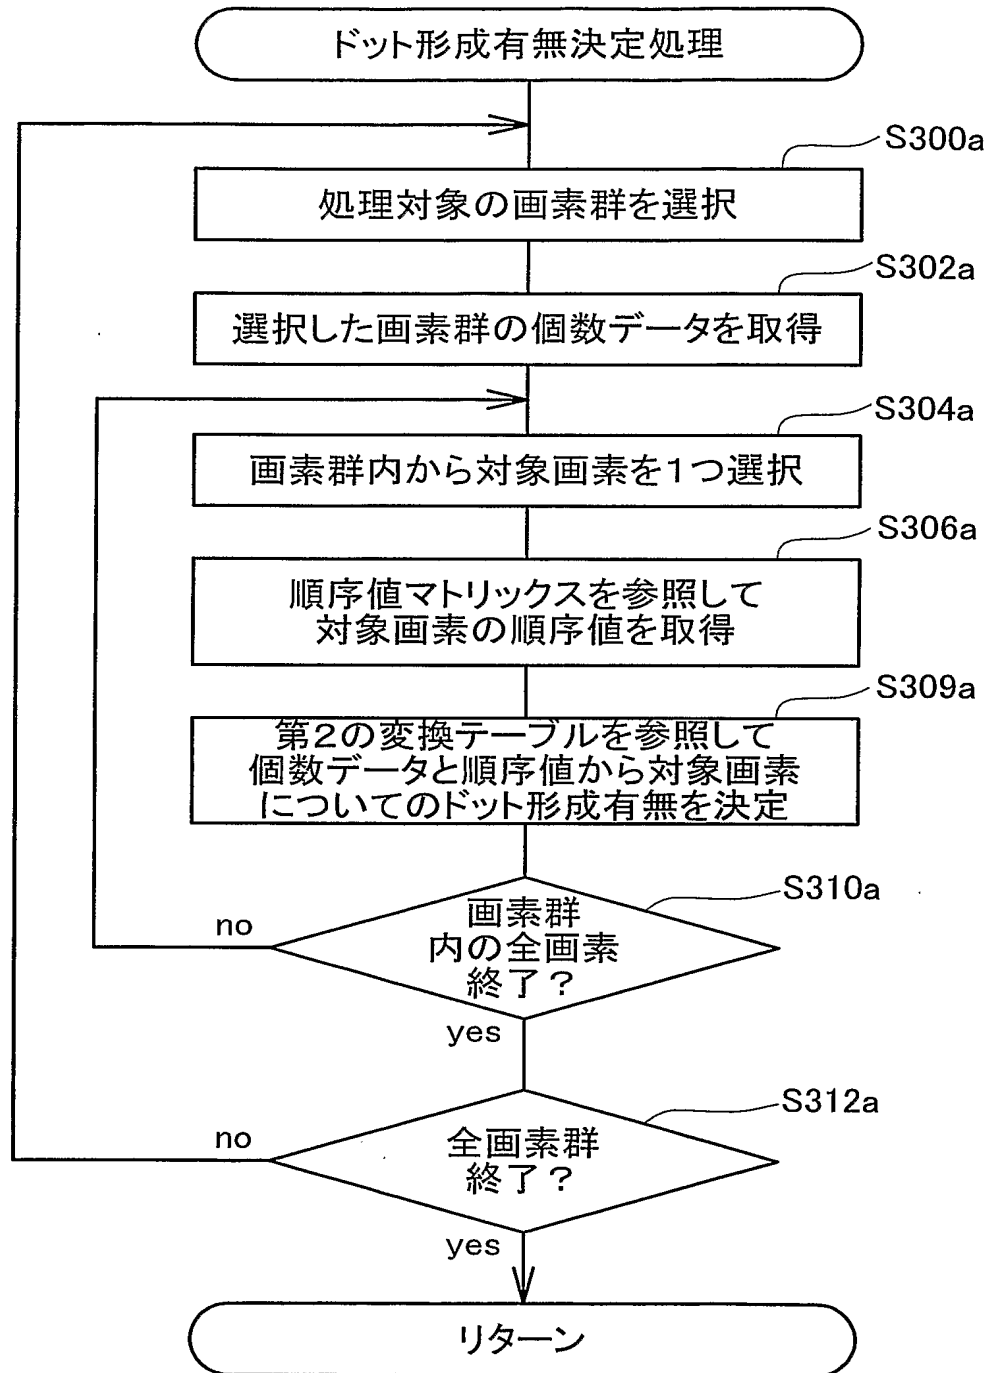 ドット形成有無決定処理
S300a
処理対象の画素群を選択
S302a
選択した画素群の個数データを取得
S304a
画素群内から対象画素を1つ選択
S306a
順序値マトリックスを参照して
対象画素の順序値を取得
S309a
第2の変換テーブルを参照して
個数データと順序値から対象画素
についてのドット形成有無を決定
S310a
画素群
内の全画素
終了?
no
yes
S312a
全画素群
終了?
no
yes
リターン